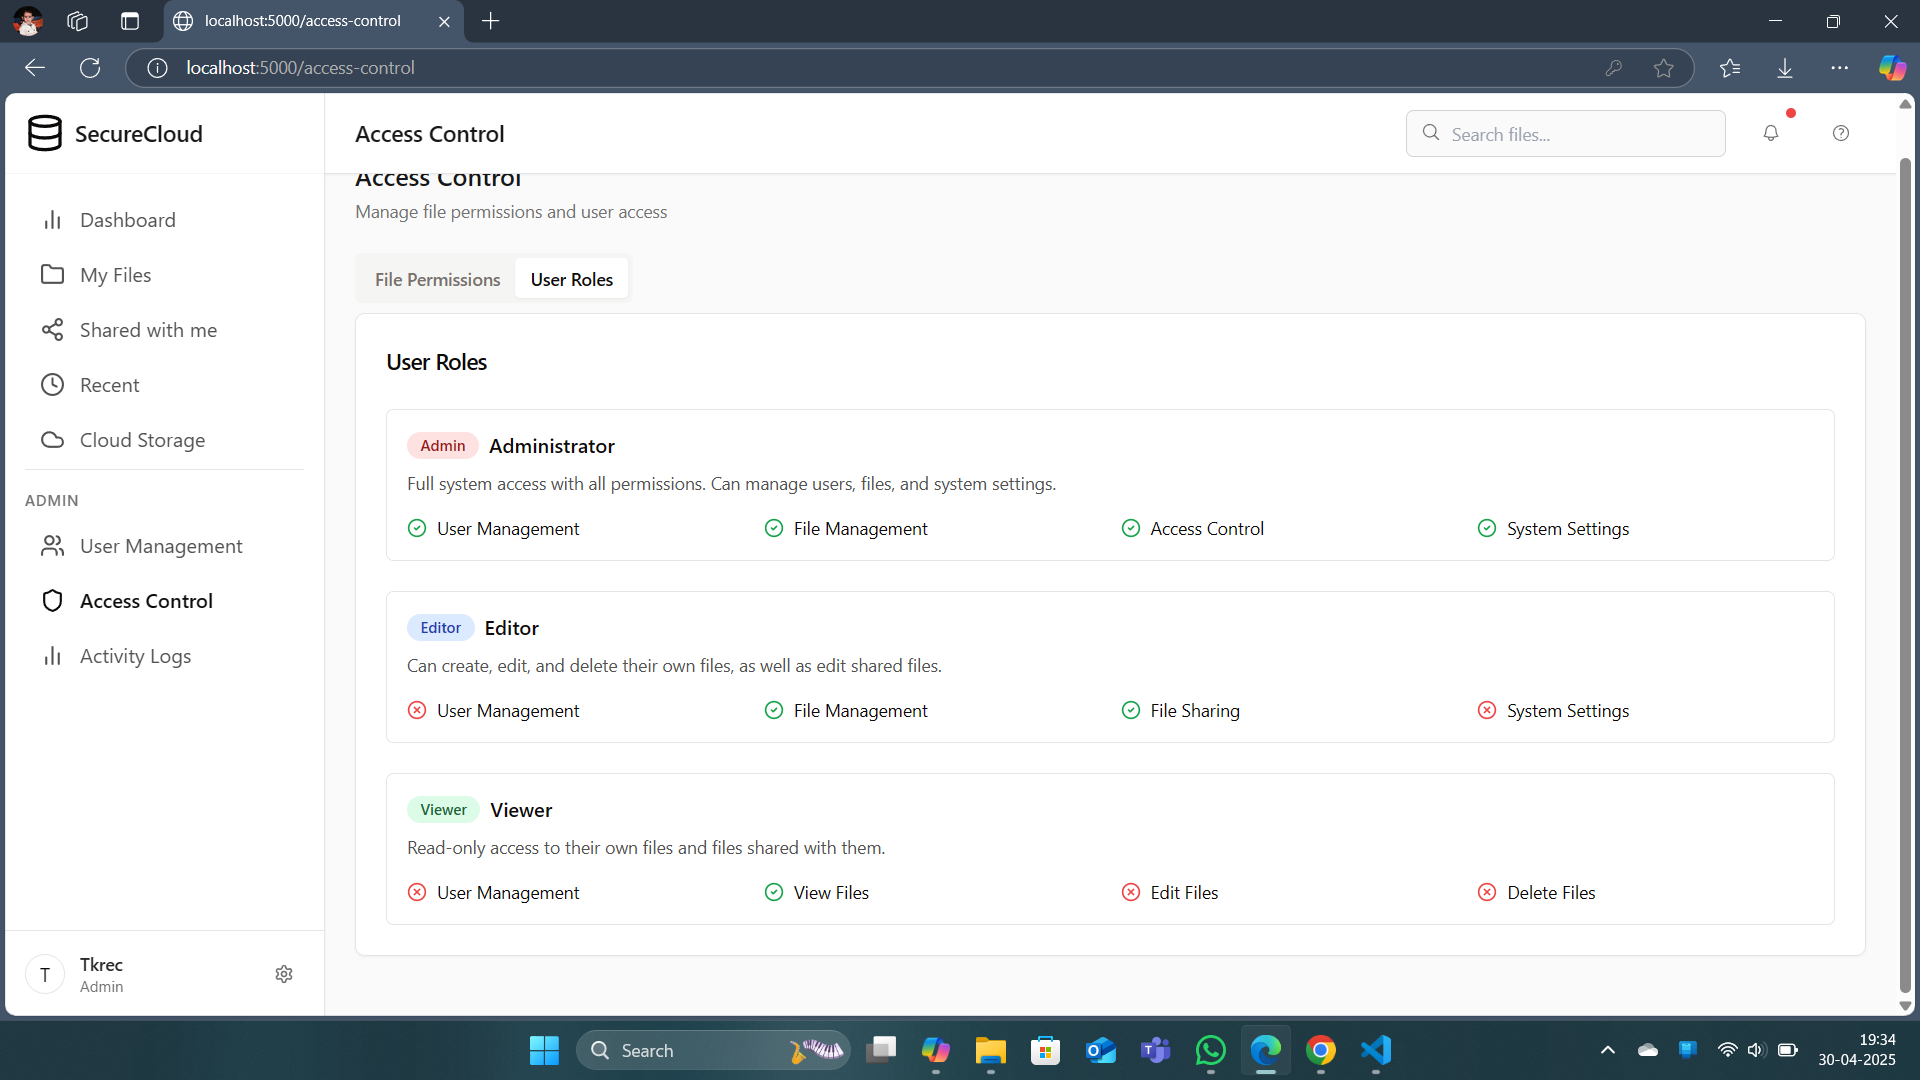 localhost:5000/access-control
localhost:5000/access-control
SecureCloud
Access Control
Search files...
Dashboard
My Files
Shared with me
Recent
Cloud Storage
ADMIN
User Management
Access Control
Activity Logs
T
Tkrec
Admin
Access Control
Manage file permissions and user access
File Permissions
User Roles
User Roles
Admin Administrator
Full system access with all permissions. Can manage users, files, and system settings.
User Management File Management Access Control System Settings
Editor Editor
Can create, edit, and delete their own files, as well as edit shared files.
User Management File Management File Sharing System Settings
Viewer Viewer
Read-only access to their own files and files shared with them.
User Management View Files Edit Files Delete Files
Search
19:34
30-04-2025